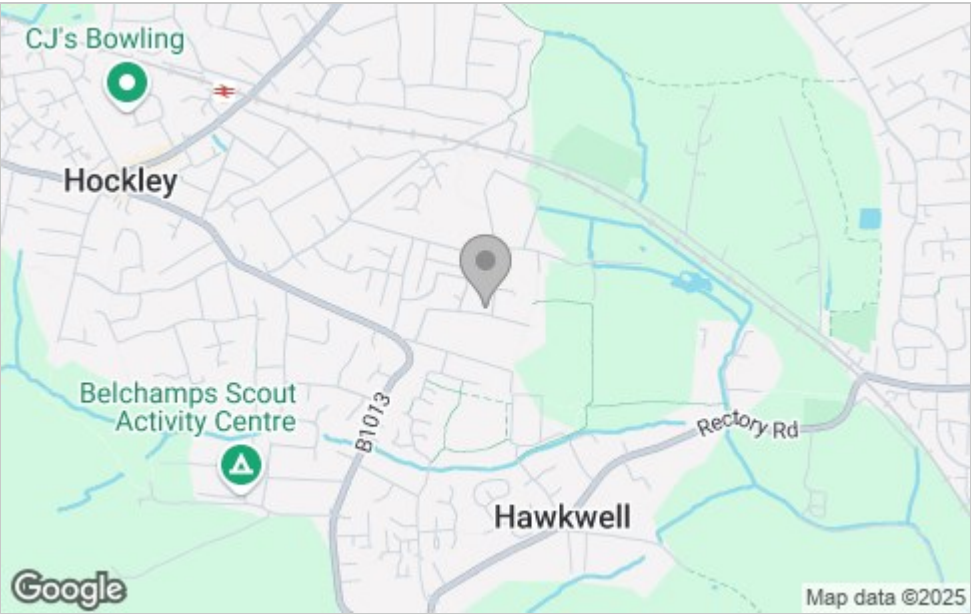 CJ's Bowling
Hockley
Belchamps Scout
Activity Centre
B1013
Rectory Rd
Hawkwell
Google
Map data ©2025